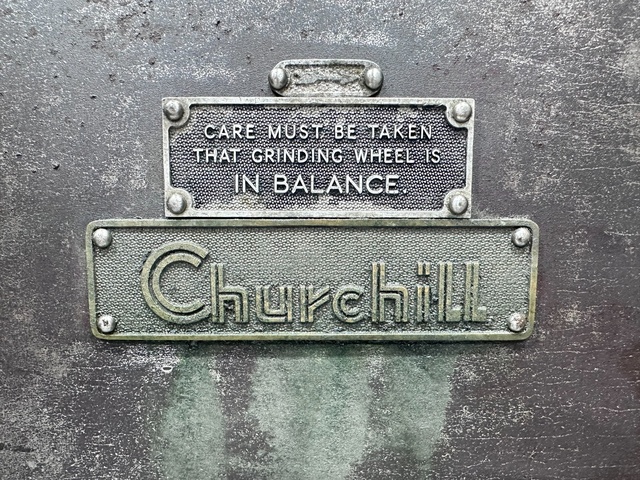 CARE MUST BE TAKEN
THAT GRINDING WHEEL IS
IN BALANCE
Churchill